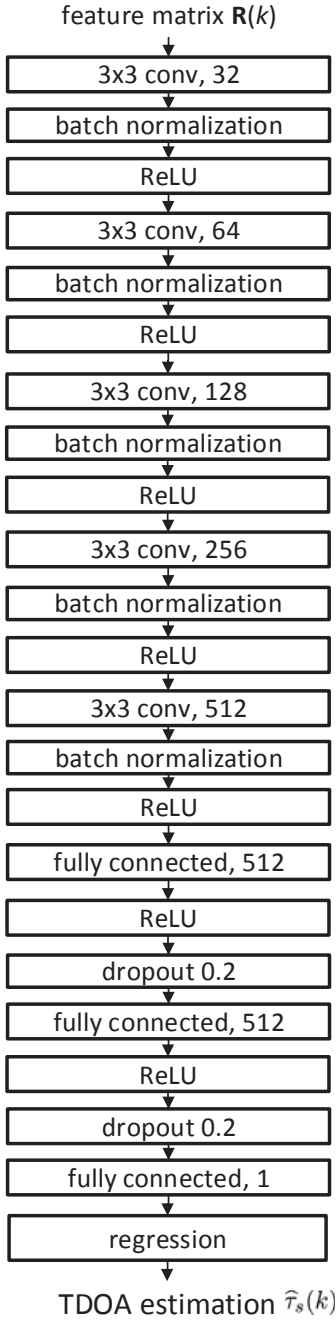 feature matrix R(k)
3x3 conv, 32
batch normalization
ReLU
3x3 conv, 64
batch normalization
ReLU
3x3 conv, 128
batch normalization
ReLU
3x3 conv, 256
batch normalization
ReLU
3x3 conv, 512
batch normalization
ReLU
fully connected, 512
ReLU
dropout 0.2
fully connected, 512
ReLU
dropout 0.2
fully connected, 1
regression
TDOA estimation τ̂ₛ(k)